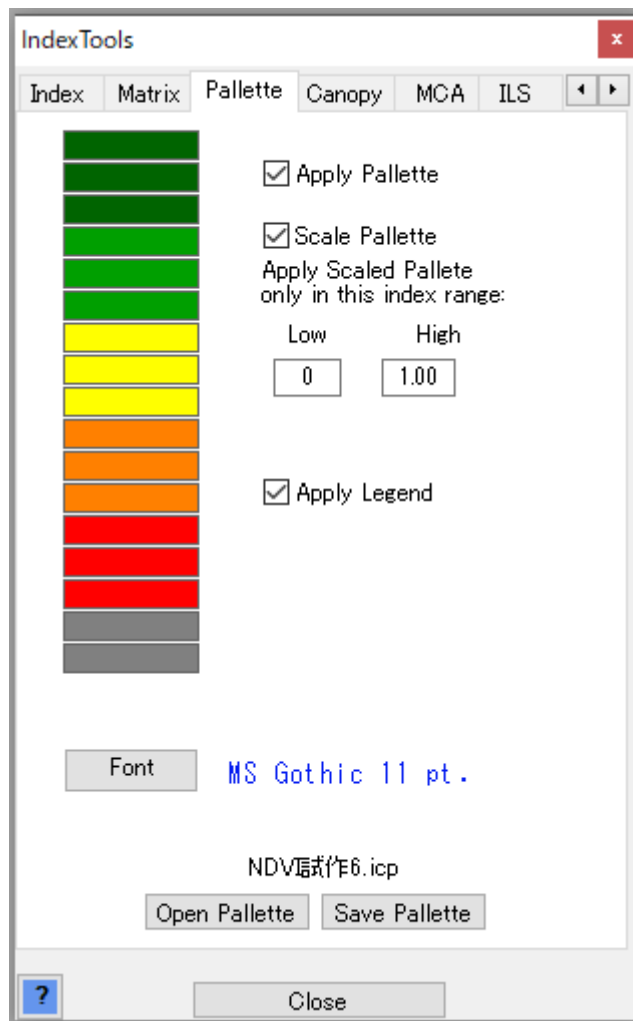 IndexTools
x
Index Matrix Pallette Canopy MCA ILS
Apply Pallette
Scale Pallette
Apply Scaled Pallete
only in this index range:
Low High
0 1.00
Apply Legend
Font MS Gothic 11 pt.
NDVI試作6.icp
Open Pallette Save Pallette
? Close